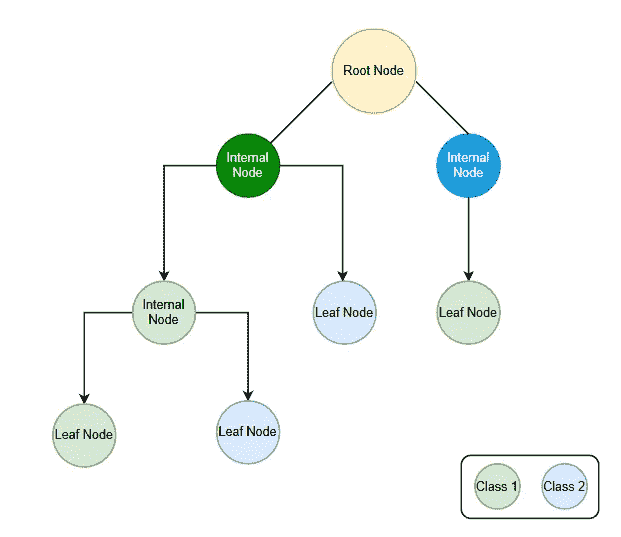 Root Node
Internal
Node
Internal
Node
Internal
Node
Leaf Node
Leaf Node
Leaf Node
Leaf Node
Class 1
Class 2